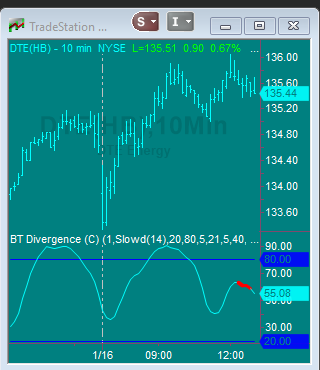 TradeStation ...
S
I
DTE(HB) - 10 min NYSE L=135.51 0.90 0.67% ...
136.00
135.60
135.44
135.20
134.80
134.40
134.00
133.60
BT Divergence (C) (1,Slowd(14),20,80,5,21,5,40, ...
90.00
80.00
70.00
55.08
30.00
20.00
1/16 09:00 12:00